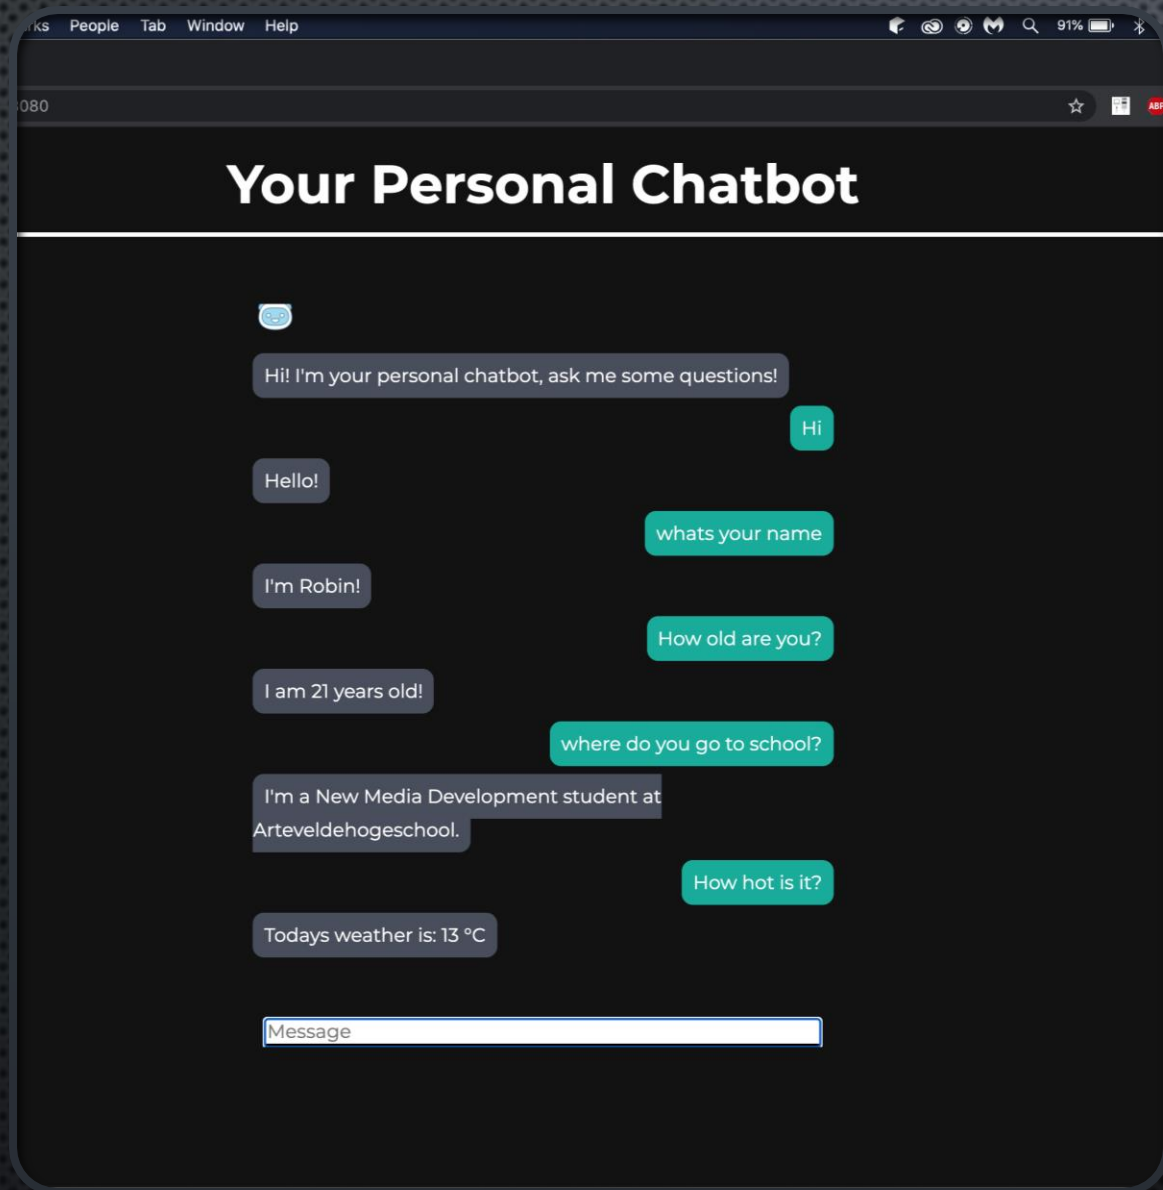 People Tab Window Help 91%
080
ABP
Your Personal Chatbot
Hi! I'm your personal chatbot, ask me some questions!
Hi
Hello!
whats your name
I'm Robin!
How old are you?
I am 21 years old!
where do you go to school?
I'm a New Media Development student at
Arteveldehogeschool.
How hot is it?
Todays weather is: 13 °C
Message